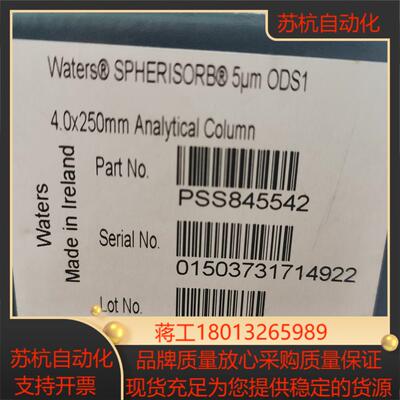 苏杭自动化
Waters® SPHERISORB® 5µm ODS1
4.0x250mm Analytical Column
Waters
Made in Ireland
Part No.
PSS845542
Serial No.
01503731714922
Lot No.
蒋工18013265989
苏杭自动化
支持开票
品牌质量放心采购质量保证
现货充足为您提供稳定的货源